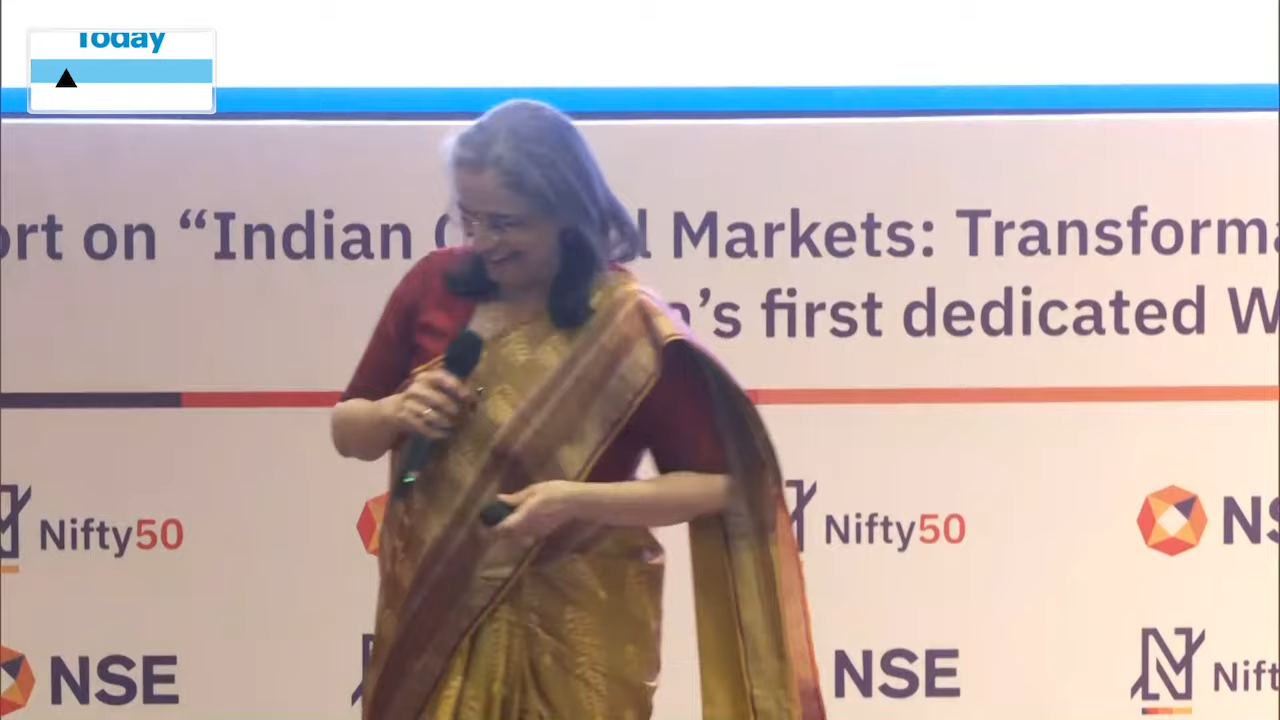 Today
ort on “Indian
l Markets: Transforma
's first dedicated W
Nifty50
Nifty50
NS
NSE
NSE
Nift